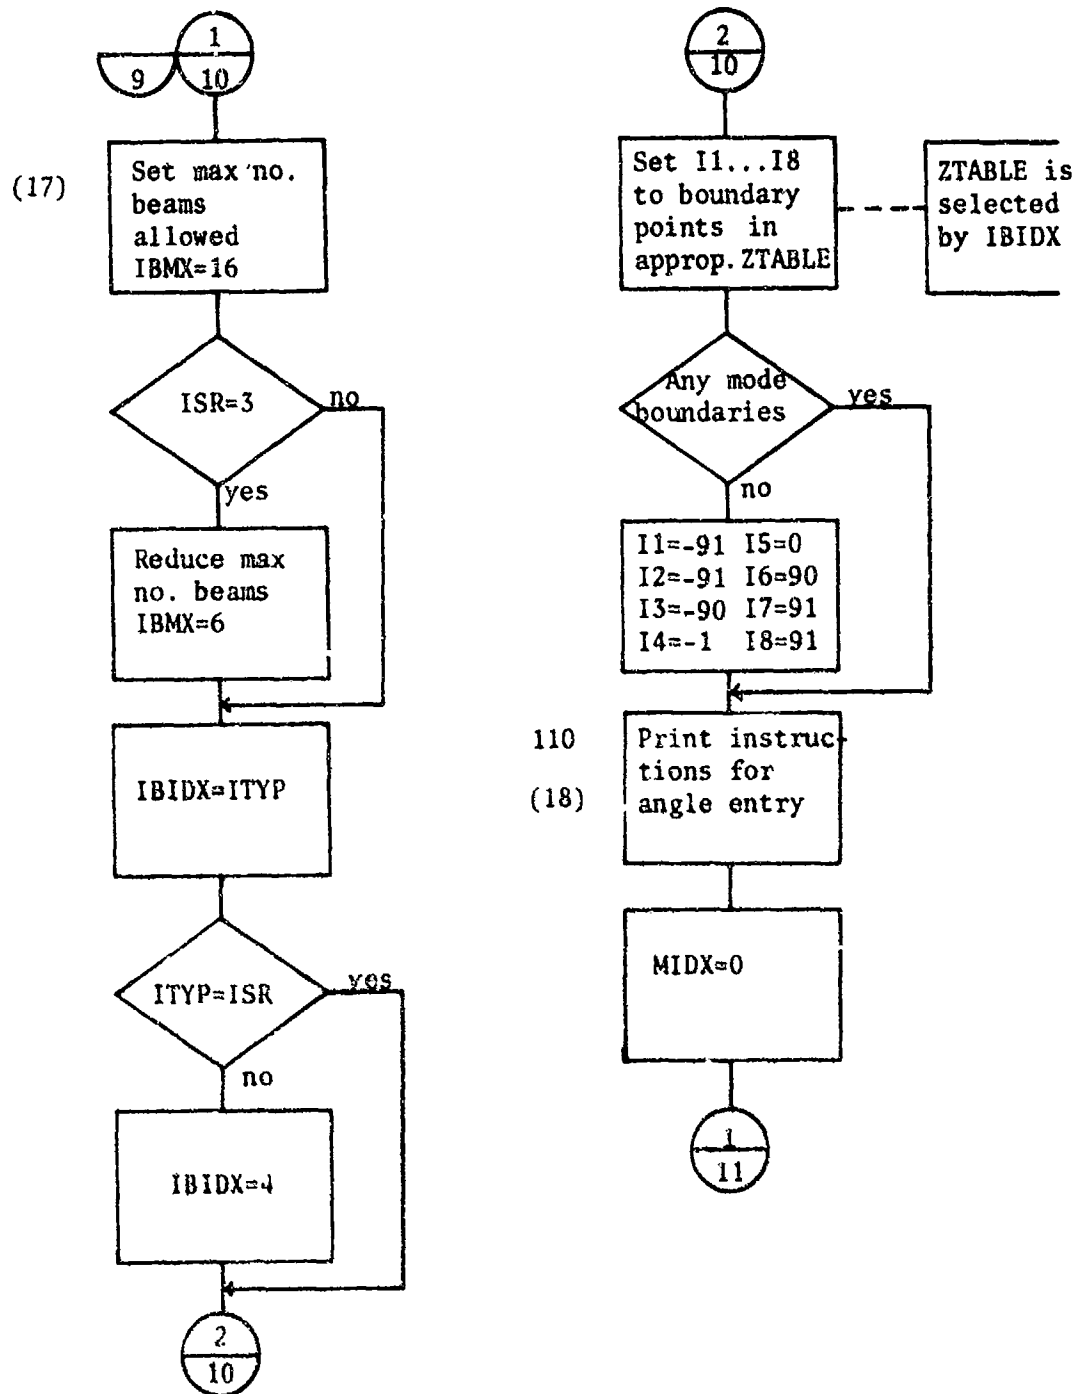 1
9
10
(17)
Set max no.
beams
allowed
IBMX=16
ISR=3
no
yes
Reduce max
no. beams
IBMX=6
IBIDX=ITYP
ITYP=ISR
yes
no
IBIDX=4
2
10
2
10
Set I1...I8
to boundary
points in
approp. ZTABLE
ZTABLE is
selected
by IBIDX
Any mode
boundaries
yes
no
I1=-91 I5=0
I2=-91 I6=90
I3=-90 I7=91
I4=-1 I8=91
110
(18)
Print instruc-
tions for
angle entry
MIDX=0
1
11